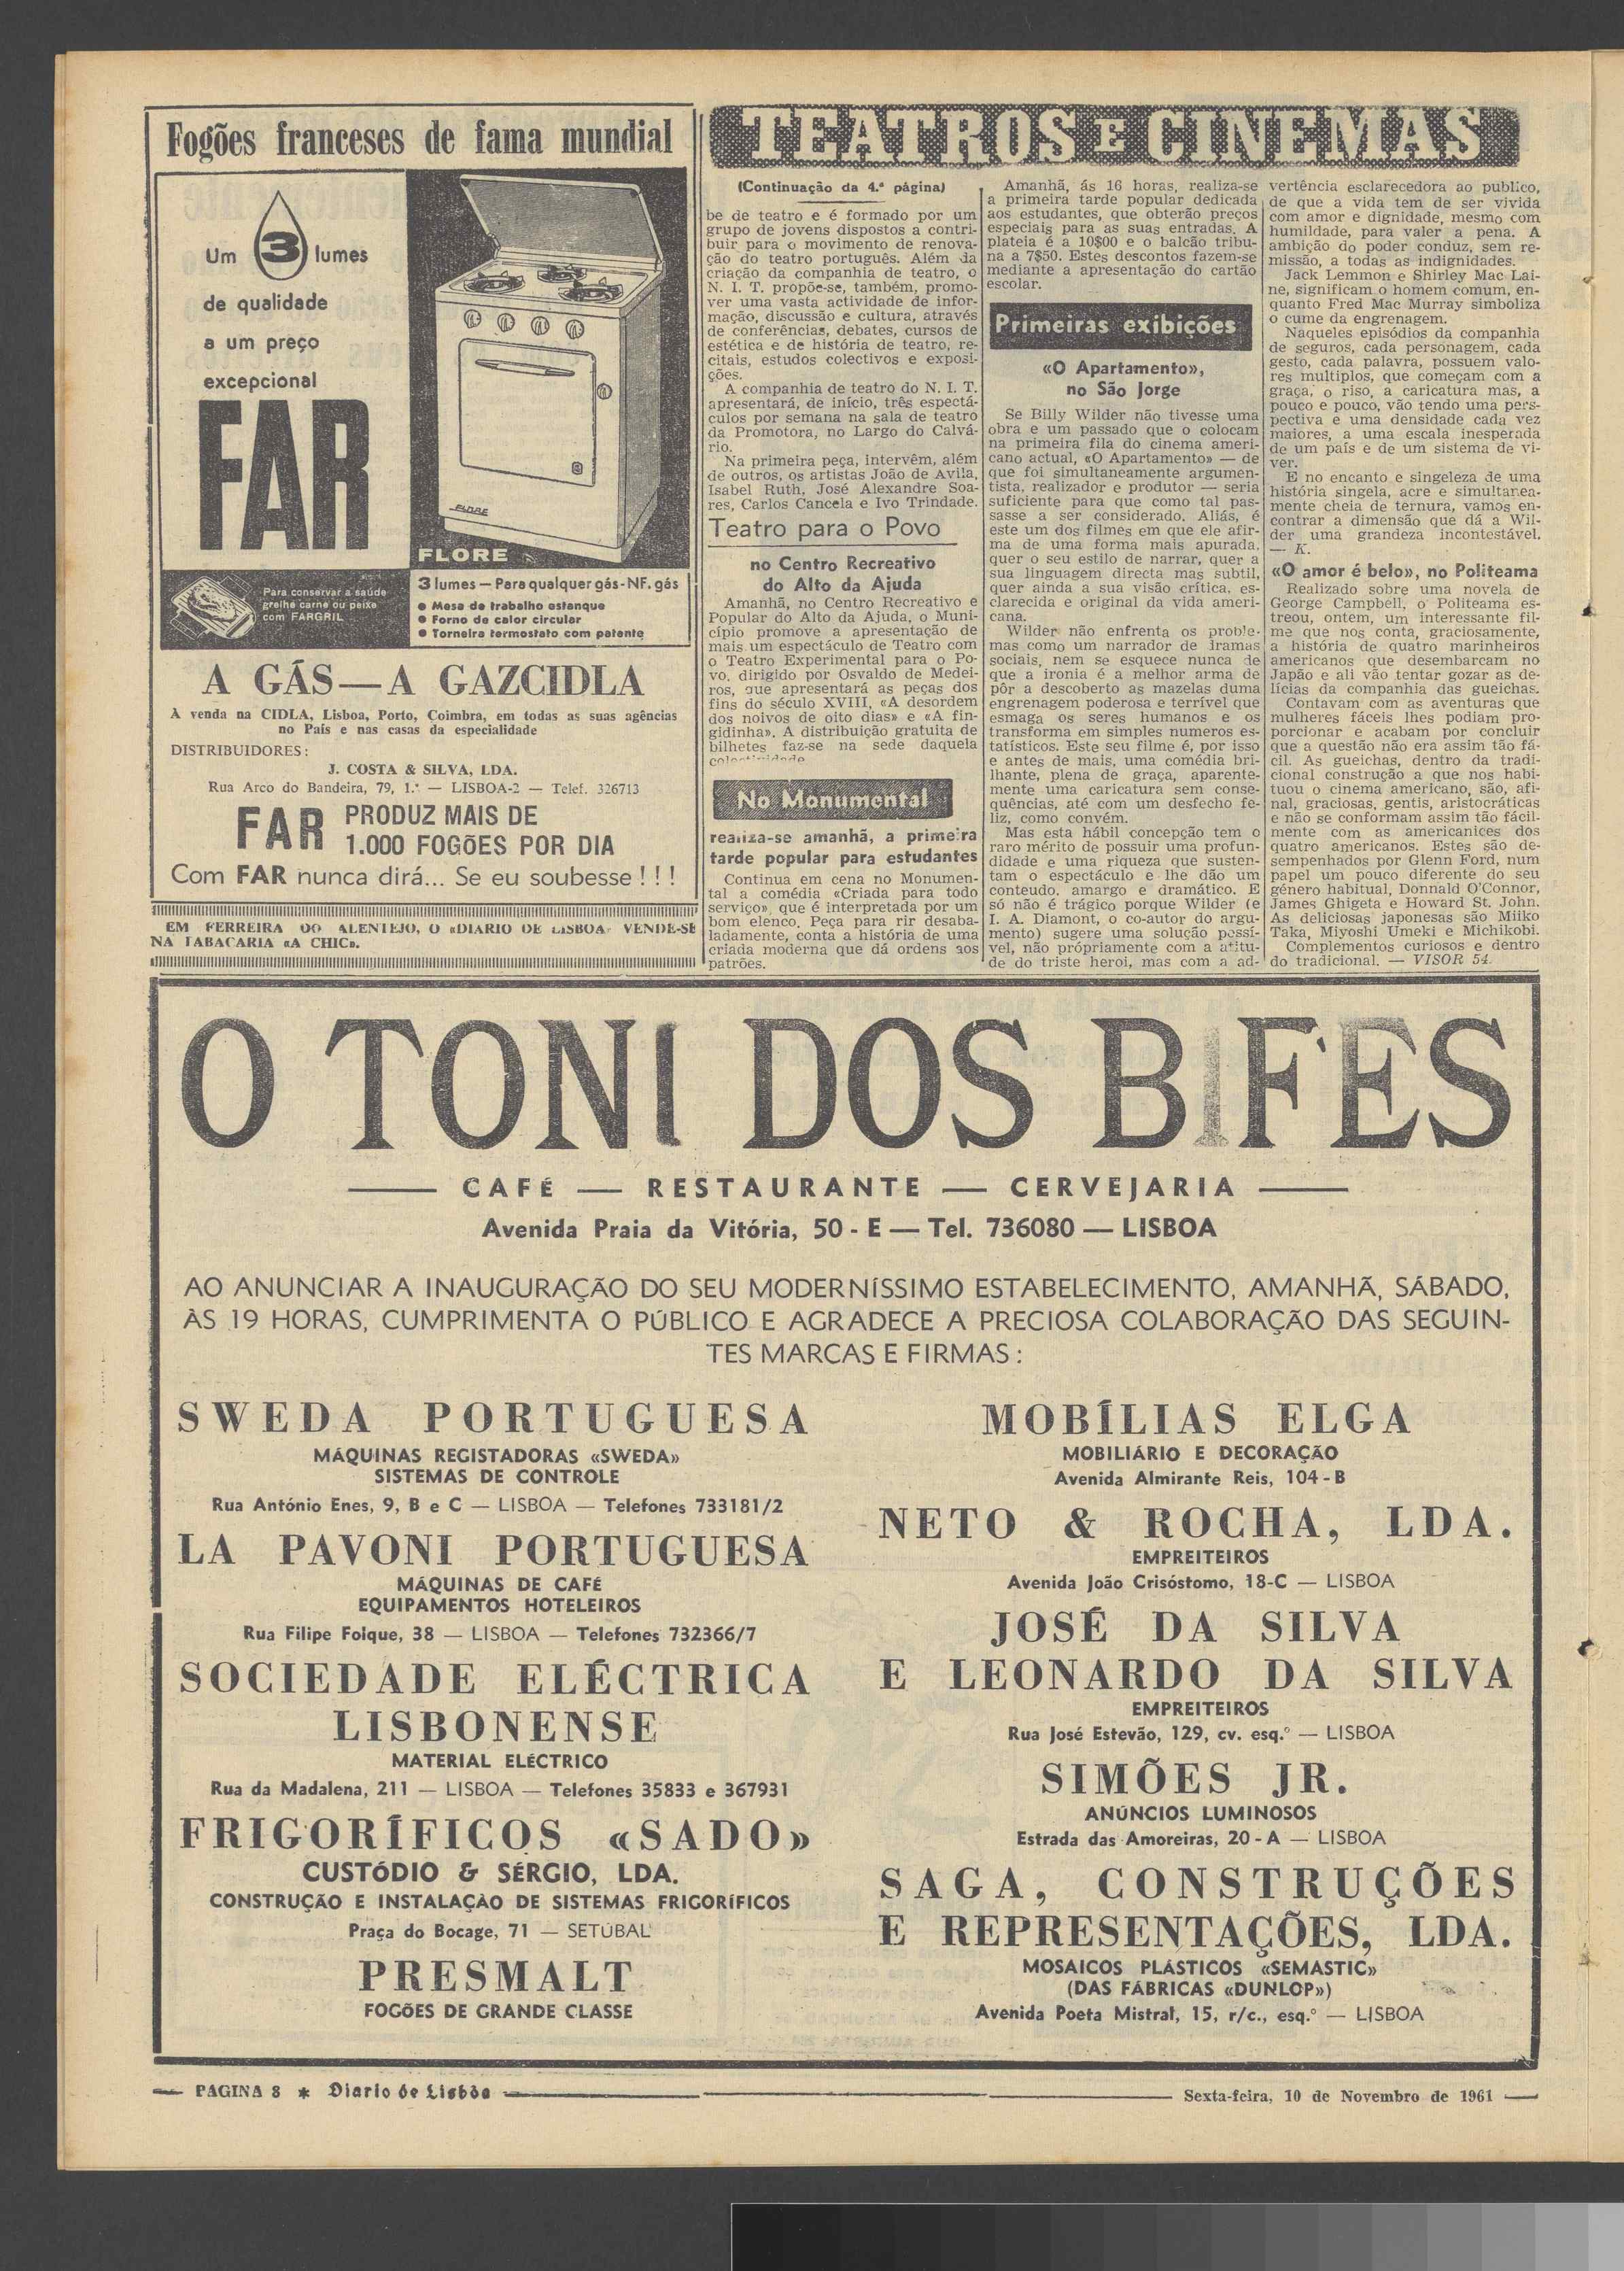 Fogões franceses de fama mundial
Um 3 lumes
de qualidade
a um preço
excepcional
FAR
FLORE
FLORE
Para conservar a saúde
grelhe carne ou peixe
com FARGRIL
3 lumes — Para qualquer gás - NF. gás
● Mesa de trabalho estanque
● Forno de calor circular
● Torneira termostato com patente
A GÁS—A GAZCIDLA
À venda na CIDLA, Lisboa, Porto, Coimbra, em todas as suas agências
no País e nas casas da especialidade
DISTRIBUIDORES:
J. COSTA & SILVA, LDA.
Rua Arco do Bandeira, 79, 1.º — LISBOA-2 — Telef. 326713
FAR PRODUZ MAIS DE
1.000 FOGÕES POR DIA
Com FAR nunca dirá... Se eu soubesse ! ! !
EM FERREIRA DO ALENTEJO, O «DIARIO DE LISBOA» VENDE-SE
NA TABACARIA «A CHIC».
TEATROS E CINEMAS
(Continuação da 4.ª página)
be de teatro e é formado por um
grupo de jovens dispostos a contri-
buir para o movimento de renova-
ção do teatro português. Além da
criação da companhia de teatro, o
N. I. T. propõe-se, também, promo-
ver uma vasta actividade de infor-
mação, discussão e cultura, através
de conferências, debates, cursos de
estética e de história de teatro, re-
citais, estudos colectivos e exposi-
ções.
A companhia de teatro do N. I. T.
apresentará, de início, três espectá-
culos por semana na sala de teatro
da Promotora, no Largo do Calvá-
rio.
Na primeira peça, intervêm, além
de outros, os artistas João de Avila,
Isabel Ruth, José Alexandre Soa-
res, Carlos Cancela e Ivo Trindade.
Teatro para o Povo
no Centro Recreativo
do Alto da Ajuda
Amanhã, no Centro Recreativo e
Popular do Alto da Ajuda, o Muni-
cípio promove a apresentação de
mais um espectáculo de Teatro com
o Teatro Experimental para o Po-
vo, dirigido por Osvaldo de Medei-
ros, que apresentará as peças dos
fins do século XVIII, «A desordem
dos noivos de oito dias» e «A fin-
gidinha». A distribuição gratuita de
bilhetes faz-se na sede daquela
colectividade
No Monumental
realiza-se amanhã, a primeira
tarde popular para estudantes
Continua em cena no Monumen-
tal a comédia «Criada para todo
serviço», que é interpretada por um
bom elenco. Peça para rir desaba-
ladamente, conta a história de uma
criada moderna que dá ordens aos
patrões.
Amanhã, ás 16 horas, realiza-se
a primeira tarde popular dedicada
aos estudantes, que obterão preços
especiais para as suas entradas. A
plateia é a 10$00 e o balcão tribu-
na a 7$50. Estes descontos fazem-se
mediante a apresentação do cartão
escolar.
Primeiras exibições
«O Apartamento»,
no São Jorge
Se Billy Wilder não tivesse uma
obra e um passado que o colocam
na primeira fila do cinema ameri-
cano actual, «O Apartamento» — de
que foi simultaneamente argumen-
tista, realizador e produtor — seria
suficiente para que como tal pas-
sasse a ser considerado. Aliás, é
este um dos filmes em que ele afir-
ma de uma forma mais apurada,
quer o seu estilo de narrar, quer a
sua linguagem directa mas subtil,
quer ainda a sua visão crítica, es-
clarecida e original da vida ameri-
cana.
Wilder não enfrenta os proble-
mas como um narrador de iramas
sociais, nem se esquece nunca de
que a ironia é a melhor arma de
pôr a descoberto as mazelas duma
engrenagem poderosa e terrível que
esmaga os seres humanos e os
transforma em simples numeros es-
tatísticos. Este seu filme é, por isso
e antes de mais, uma comédia bri-
lhante, plena de graça, aparente-
mente uma caricatura sem conse-
quências, até com um desfecho fe-
liz, como convém.
Mas esta hábil concepção tem o
raro mérito de possuir uma profun-
didade e uma riqueza que susten-
tam o espectáculo e lhe dão um
conteudo, amargo e dramático. E
só não é trágico porque Wilder (e
I. A. Diamont, o co-autor do argu-
mento) sugere uma solução possí-
vel, não própriamente com a atitu-
de do triste heroi, mas com a ad-
vertência esclarecedora ao publico,
de que a vida tem de ser vivida
com amor e dignidade, mesmo com
humildade, para valer a pena. A
ambição do poder conduz, sem re-
missão, a todas as indignidades.
Jack Lemmon e Shirley Mac Lai-
ne, significam o homem comum, en-
quanto Fred Mac Murray simboliza
o cume da engrenagem.
Naqueles episódios da companhia
de seguros, cada personagem, cada
gesto, cada palavra, possuem valo-
res multiplos, que começam com a
graça, o riso, a caricatura mas, a
pouco e pouco, vão tendo uma pers-
pectiva e uma densidade cada vez
maiores, a uma escala inesperada
de um país e de um sistema de vi-
ver.
E no encanto e singeleza de uma
história singela, acre e simultanea-
mente cheia de ternura, vamos en-
contrar a dimensão que dá a Wil-
der uma grandeza incontestável.
— K.
«O amor é belo», no Politeama
Realizado sobre uma novela de
George Campbell, o Politeama es-
treou, ontem, um interessante fil-
me que nos conta, graciosamente,
a história de quatro marinheiros
americanos que desembarcam no
Japão e ali vão tentar gozar as de-
lícias da companhia das gueichas.
Contavam com as aventuras que
mulheres fáceis lhes podiam pro-
porcionar e acabam por concluir
que a questão não era assim tão fá-
cil. As gueichas, dentro da tradi-
cional construção a que nos habi-
tuou o cinema americano, são, afi-
nal, graciosas, gentis, aristocráticas
e não se conformam assim tão fácil-
mente com as americanices dos
quatro americanos. Estes são de-
sempenhados por Glenn Ford, num
papel um pouco diferente do seu
género habitual, Donnald O'Connor,
James Ghigeta e Howard St. John.
As deliciosas japonesas são Miiko
Taka, Miyoshi Umeki e Michikobi.
Complementos curiosos e dentro
do tradicional. — VISOR 54.
O TONI DOS BIFES
CAFÉ — RESTAURANTE — CERVEJARIA
Avenida Praia da Vitória, 50 - E — Tel. 736080 — LISBOA
AO ANUNCIAR A INAUGURAÇÃO DO SEU MODERNÍSSIMO ESTABELECIMENTO, AMANHÃ, SÁBADO,
ÀS 19 HORAS, CUMPRIMENTA O PÚBLICO E AGRADECE A PRECIOSA COLABORAÇÃO DAS SEGUIN-
TES MARCAS E FIRMAS :
SWEDA PORTUGUESA
MÁQUINAS REGISTADORAS «SWEDA»
SISTEMAS DE CONTROLE
Rua António Enes, 9, B e C — LISBOA — Telefones 733181/2
LA PAVONI PORTUGUESA
MÁQUINAS DE CAFÉ
EQUIPAMENTOS HOTELEIROS
Rua Filipe Folque, 38 — LISBOA — Telefones 732366/7
SOCIEDADE ELÉCTRICA
LISBONENSE
MATERIAL ELÉCTRICO
Rua da Madalena, 211 — LISBOA — Telefones 35833 e 367931
FRIGORÍFICOS «SADO»
CUSTÓDIO & SÉRGIO, LDA.
CONSTRUÇÃO E INSTALAÇÃO DE SISTEMAS FRIGORÍFICOS
Praça do Bocage, 71 — SETÚBAL
PRESMALT
FOGÕES DE GRANDE CLASSE
MOBÍLIAS ELGA
MOBILIÁRIO E DECORAÇÃO
Avenida Almirante Reis, 104 - B
NETO & ROCHA, LDA.
EMPREITEIROS
Avenida João Crisóstomo, 18-C — LISBOA
JOSÉ DA SILVA
E LEONARDO DA SILVA
EMPREITEIROS
Rua José Estevão, 129, cv. esq.º — LISBOA
SIMÕES JR.
ANÚNCIOS LUMINOSOS
Estrada das Amoreiras, 20 - A — LISBOA
SAGA, CONSTRUÇÕES
E REPRESENTAÇÕES, LDA.
MOSAICOS PLÁSTICOS «SEMASTIC»
(DAS FÁBRICAS «DUNLOP»)
Avenida Poeta Mistral, 15, r/c., esq.º — LISBOA
PAGINA 8 * Diario de Lisbôa
Sexta-feira, 10 de Novembro de 1961